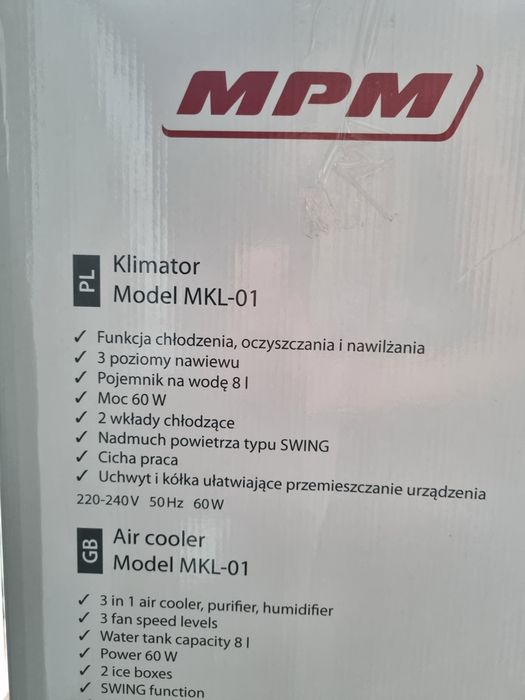 MPM
PL
Klimator
Model MKL-01
✓ Funkcja chłodzenia, oczyszczania i nawilżania
✓ 3 poziomy nawiewu
✓ Pojemnik na wodę 8 l
✓ Moc 60 W
✓ 2 wkłady chłodzące
✓ Nadmuch powietrza typu SWING
✓ Cicha praca
✓ Uchwyt i kółka ułatwiające przemieszczanie urządzenia
220-240V 50Hz 60W
GB
Air cooler
Model MKL-01
✓ 3 in 1 air cooler, purifier, humidifier
✓ 3 fan speed levels
✓ Water tank capacity 8 l
✓ Power 60 W
✓ 2 ice boxes
✓ SWING function